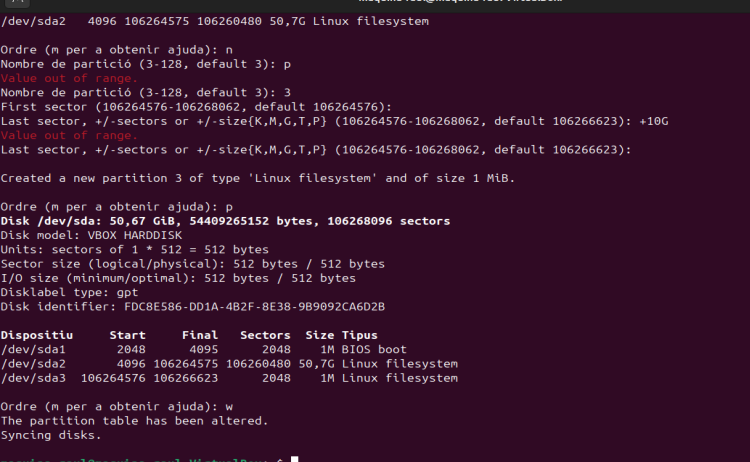 /dev/sda2 4096 106264575 106260480 50,7G Linux filesystem
Ordre (m per a obtenir ajuda): n
Nombre de partició (3-128, default 3): p
Value out of range.
Nombre de partició (3-128, default 3): 3
First sector (106264576-106268062, default 106264576):
Last sector, +/-sectors or +/-size{K,M,G,T,P} (106264576-106268062, default 106266623): +10G
Value out of range.
Last sector, +/-sectors or +/-size{K,M,G,T,P} (106264576-106268062, default 106266623):
Created a new partition 3 of type 'Linux filesystem' and of size 1 MiB.
Ordre (m per a obtenir ajuda): p
Disk /dev/sda: 50,67 GiB, 54409265152 bytes, 106268096 sectors
Disk model: VBOX HARDDISK
Units: sectors of 1 * 512 = 512 bytes
Sector size (logical/physical): 512 bytes / 512 bytes
I/O size (minimum/optimal): 512 bytes / 512 bytes
Disklabel type: gpt
Disk identifier: FDC8E586-DD1A-4B2F-8E38-9B9092CA6D2B
Dispositiu Start Final Sectors Size Tipus
/dev/sda1 2048 4095 2048 1M BIOS boot
/dev/sda2 4096 106264575 106260480 50,7G Linux filesystem
/dev/sda3 106264576 106266623 2048 1M Linux filesystem
Ordre (m per a obtenir ajuda): w
The partition table has been altered.
Syncing disks.